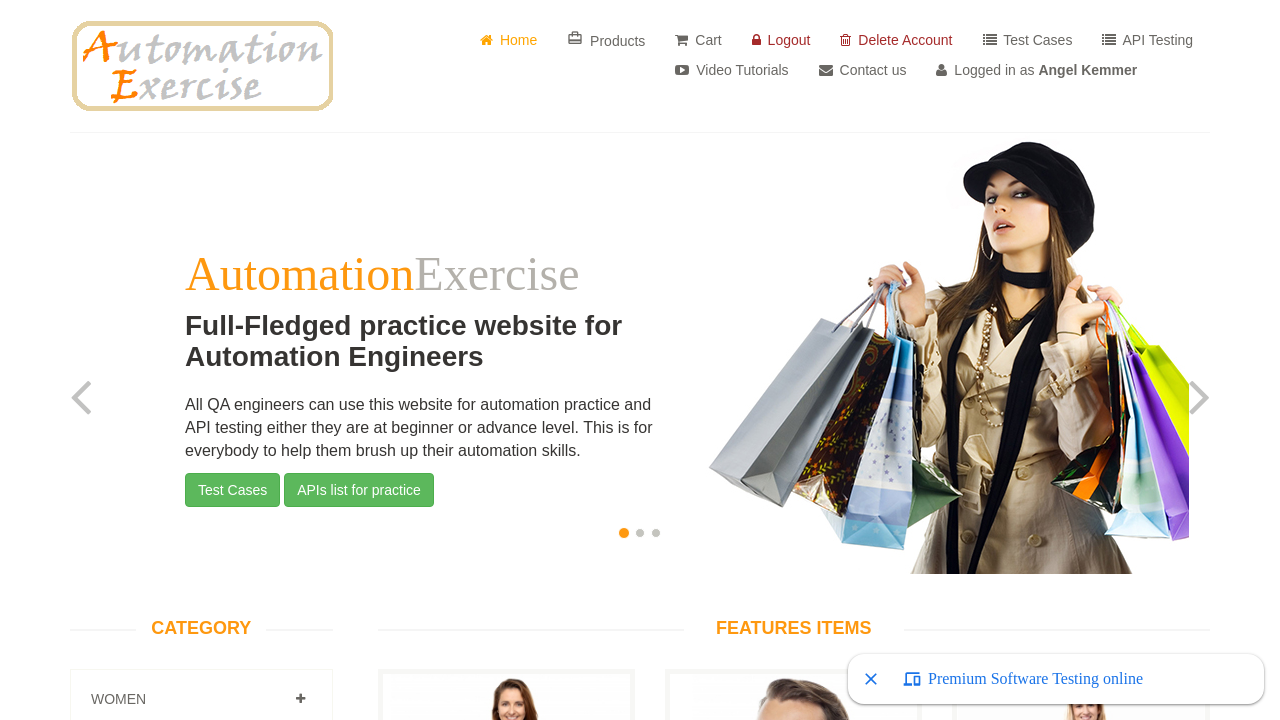 Automation
Exercise
Home
Products
Cart
Logout
Delete Account
Test Cases
API Testing
Video Tutorials
Contact us
Logged in as Angel Kemmer
AutomationExercise
Full-Fledged practice website for
Automation Engineers
All QA engineers can use this website for automation practice and
API testing either they are at beginner or advance level. This is for
everybody to help them brush up their automation skills.
Test Cases
APIs list for practice
CATEGORY
FEATURES ITEMS
WOMEN
Premium Software Testing online